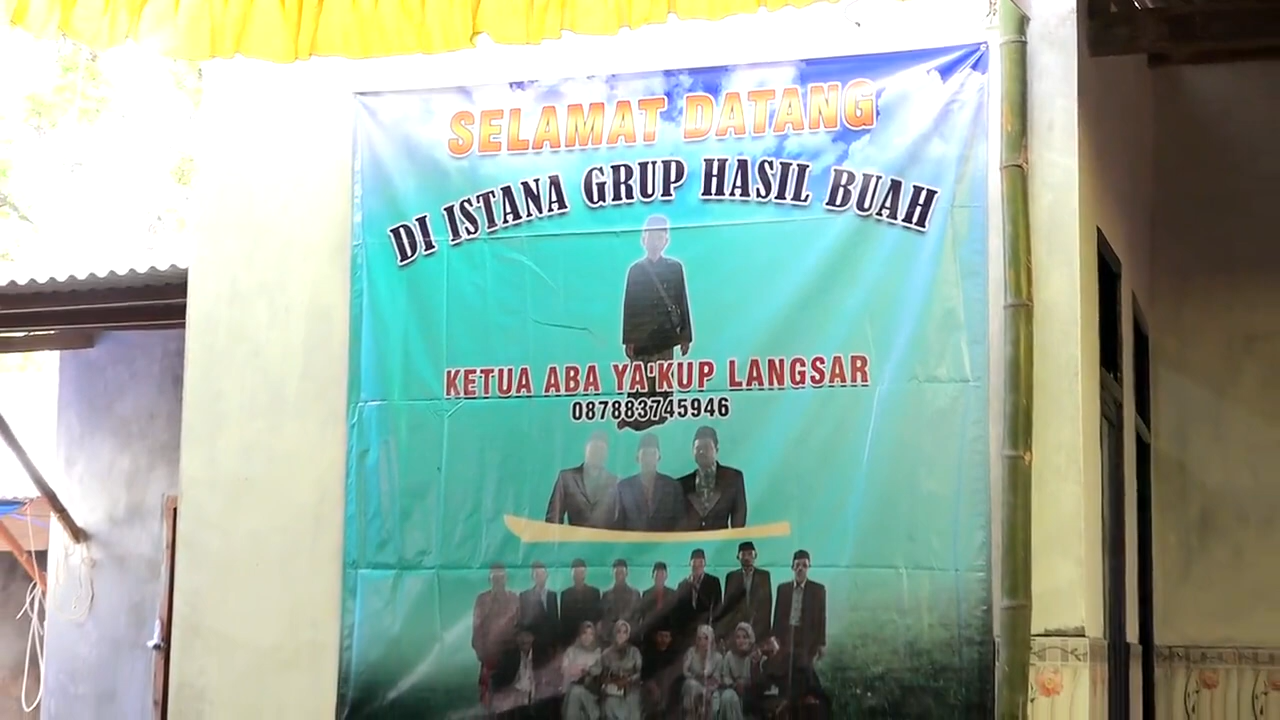 SELAMAT DATANG
DI ISTANA GRUP HASIL BUAH
KETUA ABA YA'KUP LANGSAR
087883745946